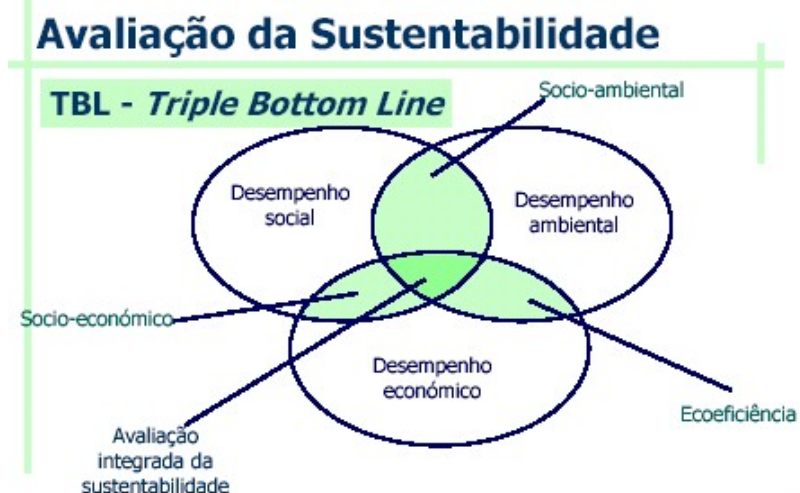 Avaliação da Sustentabilidade
TBL - Triple Bottom Line
Socio-ambiental
Desempenho
social
Desempenho
ambiental
Socio-económico
Desempenho
económico
Ecoeficiência
Avaliação
integrada da
sustentabilidade